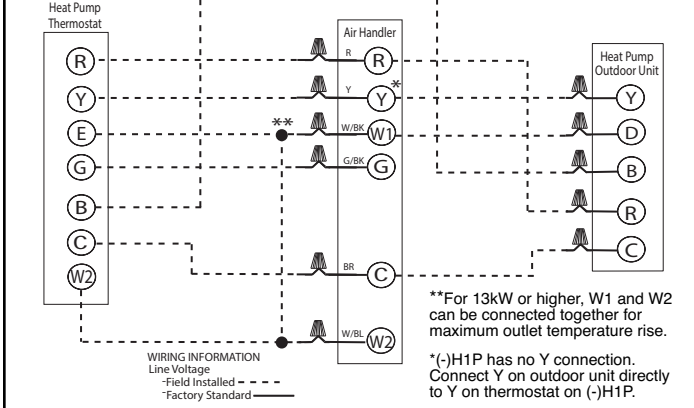 Heat Pump
Thermostat
R
Y
E
G
B
C
W2
**
Air Handler
R
R
Y
Y
*
W/BK
W1
G/BK
G
BR
C
W/BL
W2
Heat Pump
Outdoor Unit
Y
D
B
R
C
WIRING INFORMATION
Line Voltage
-Field Installed
-Factory Standard
**For 13kW or higher, W1 and W2
can be connected together for
maximum outlet temperature rise.
*(-)H1P has no Y connection.
Connect Y on outdoor unit directly
to Y on thermostat on (-)H1P.